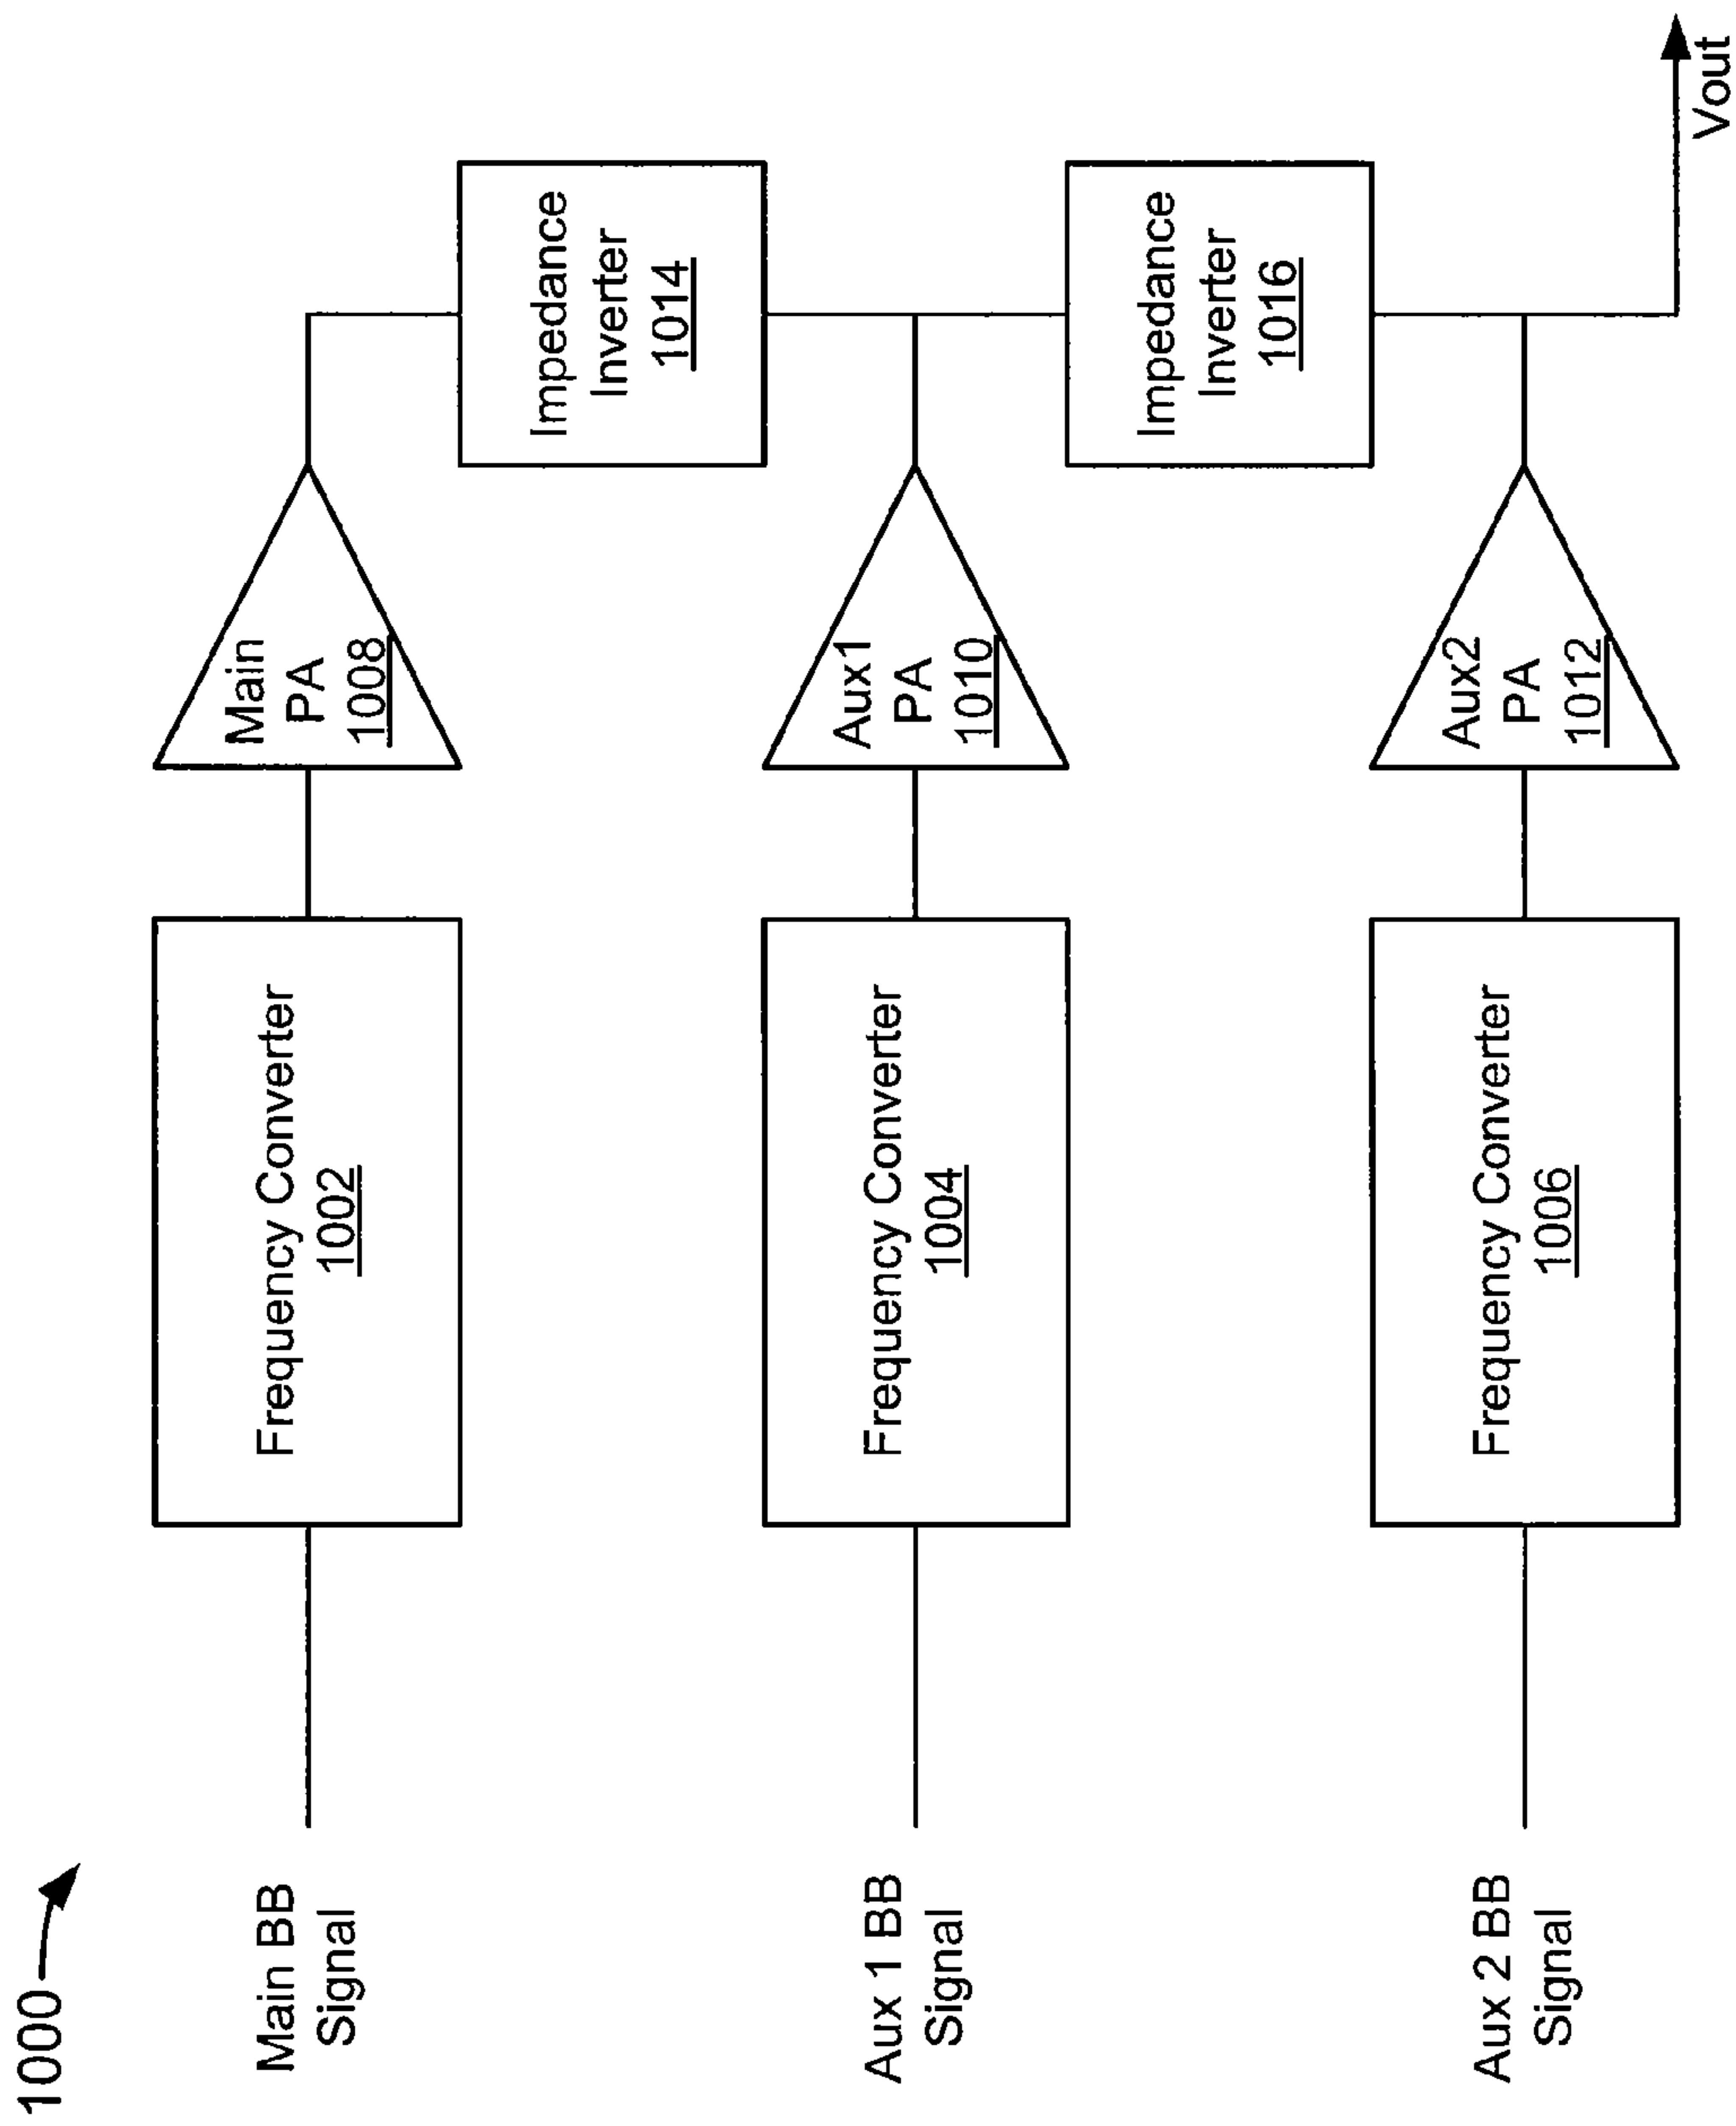 1000
Main BB
Signal
Frequency Converter
1002
Main
PA
1008
Impedance
Inverter
1014
Aux 1 BB
Signal
Frequency Converter
1004
Aux1
PA
1010
Impedance
Inverter
1016
Aux 2 BB
Signal
Frequency Converter
1006
Aux2
PA
1012
Vout